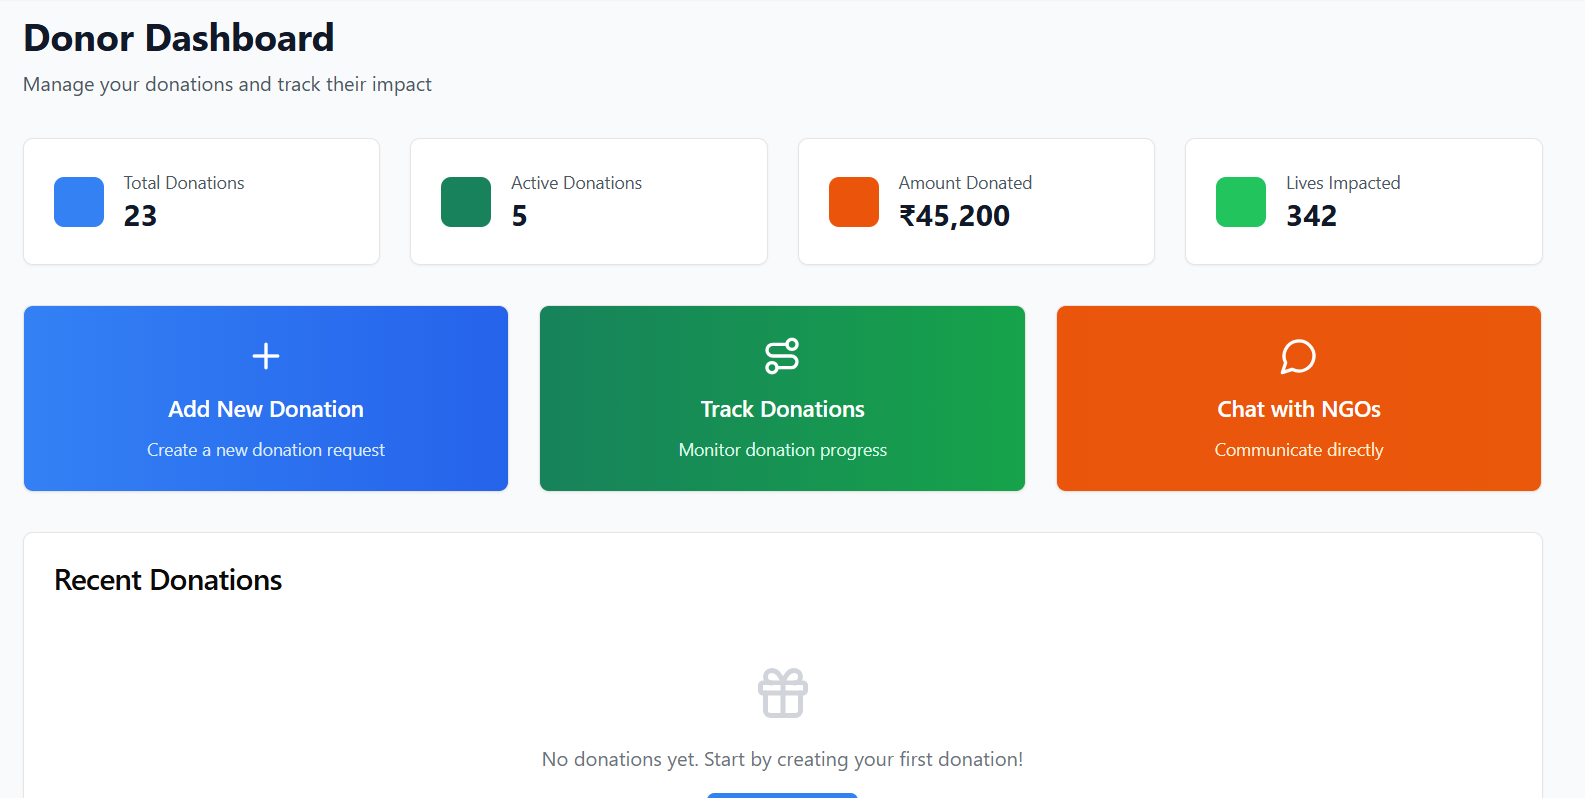 Donor Dashboard
Manage your donations and track their impact
Total Donations
23
Active Donations
5
Amount Donated
₹45,200
Lives Impacted
342
Add New Donation
Create a new donation request
Track Donations
Monitor donation progress
Chat with NGOs
Communicate directly
Recent Donations
No donations yet. Start by creating your first donation!